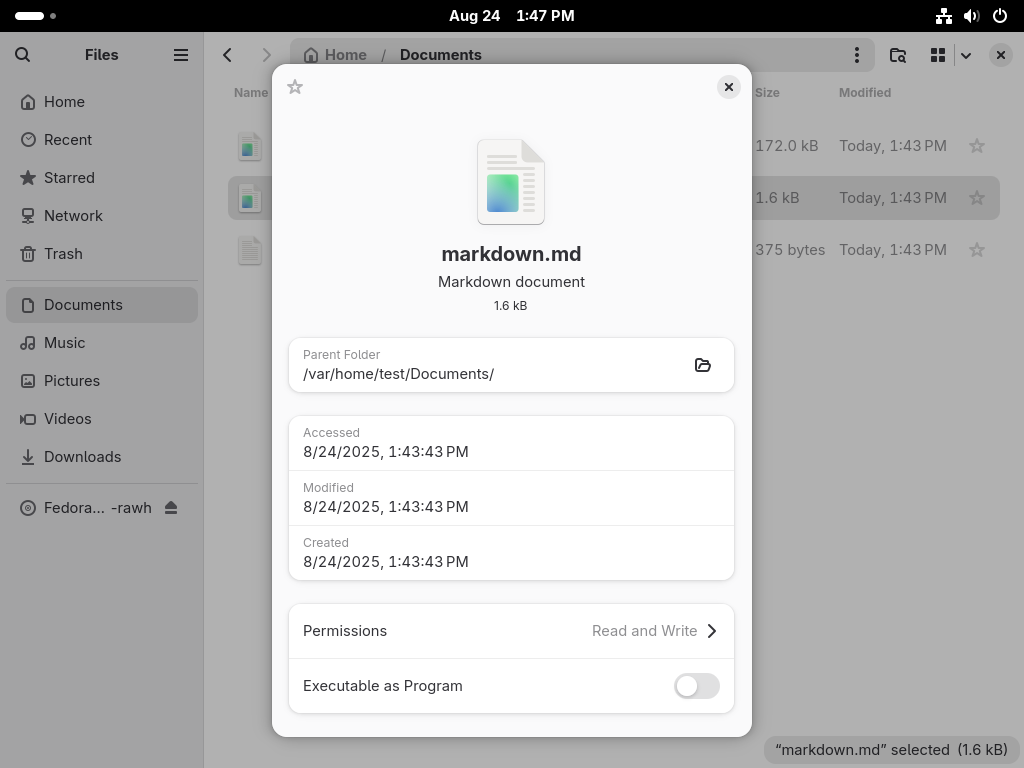 Aug 24 1:47 PM
Files
Home / Documents
Home
Recent
Starred
Network
Trash
Documents
Music
Pictures
Videos
Downloads
Fedora... -rawh
Name Size Modified
172.0 kB Today, 1:43 PM
1.6 kB Today, 1:43 PM
375 bytes Today, 1:43 PM
markdown.md
Markdown document
1.6 kB
Parent Folder
/var/home/test/Documents/
Accessed
8/24/2025, 1:43:43 PM
Modified
8/24/2025, 1:43:43 PM
Created
8/24/2025, 1:43:43 PM
Permissions Read and Write
Executable as Program
“markdown.md” selected (1.6 kB)